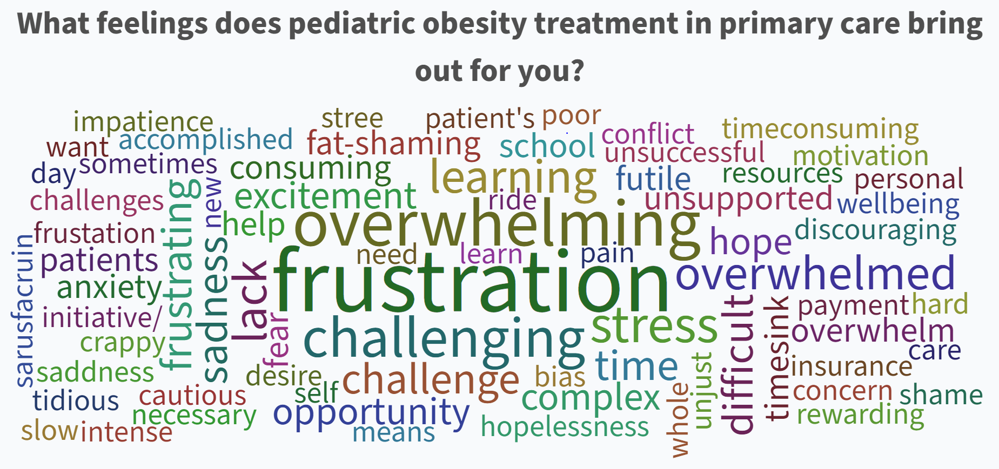 What feelings does pediatric obesity treatment in primary care bring
out for you?
impatience
stree
patient's
poor
want
accomplished
fat-shaming
school
conflict
timeconsuming
unsuccessful
motivation
day
sometimes
consuming
learning
futile
resources
personal
challenges
frustrating
new
excitement
ride
unsupported
wellbeing
frustation
help
overwhelming
hope
discouraging
sarusfacruin
patients
sadness
need
learn
pain
anxiety
lack
frustration
overwhelmed
initiative/
fear
challenging
stress
difficult
timesink
payment
hard
crappy
overwhelm
care
saddness
desire
challenge
bias
time
unjust
insurance
tidious
cautious
self
complex
whole
concern
shame
necessary
opportunity
rewarding
slow
intense
means
hopelessness